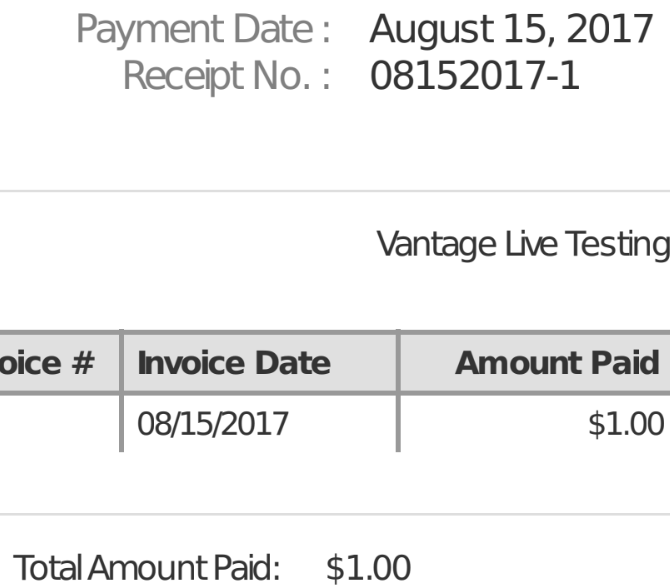 Payment Date : August 15, 2017
Receipt No. : 08152017-1
Vantage Live Testing
oice # Invoice Date Amount Paid
08/15/2017 $1.00
Total Amount Paid: $1.00